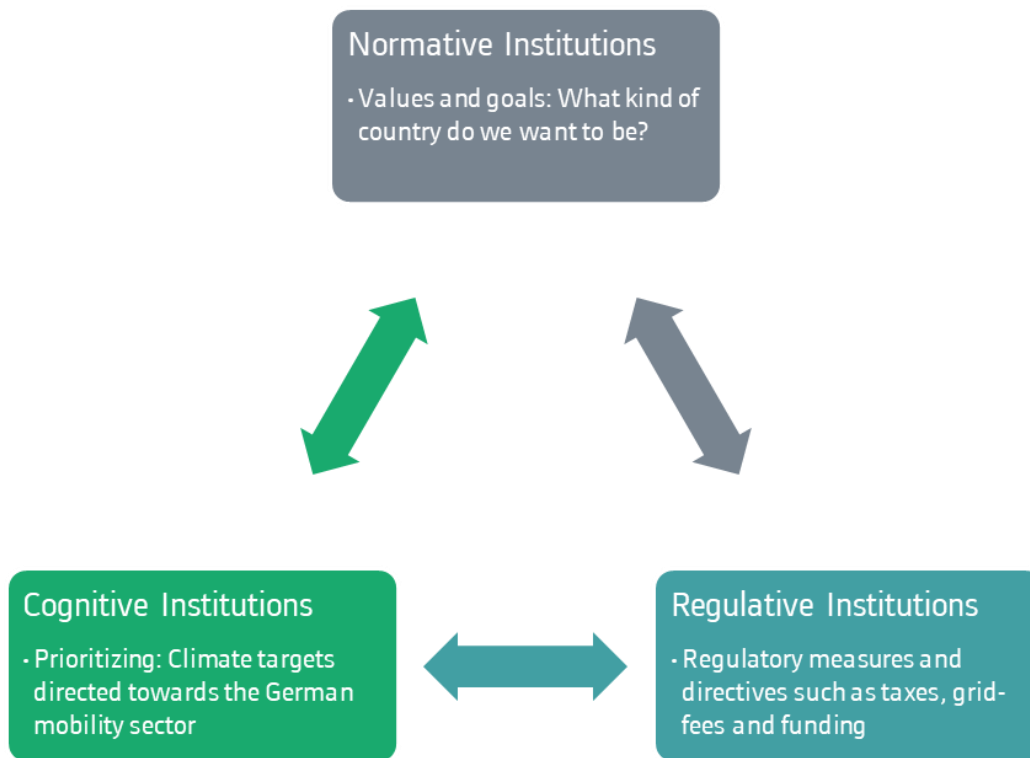 Normative Institutions
· Values and goals: What kind of
country do we want to be?
Cognitive Institutions
· Prioritizing: Climate targets
directed towards the German
mobility sector
Regulative Institutions
· Regulatory measures and
directives such as taxes, grid-
fees and funding